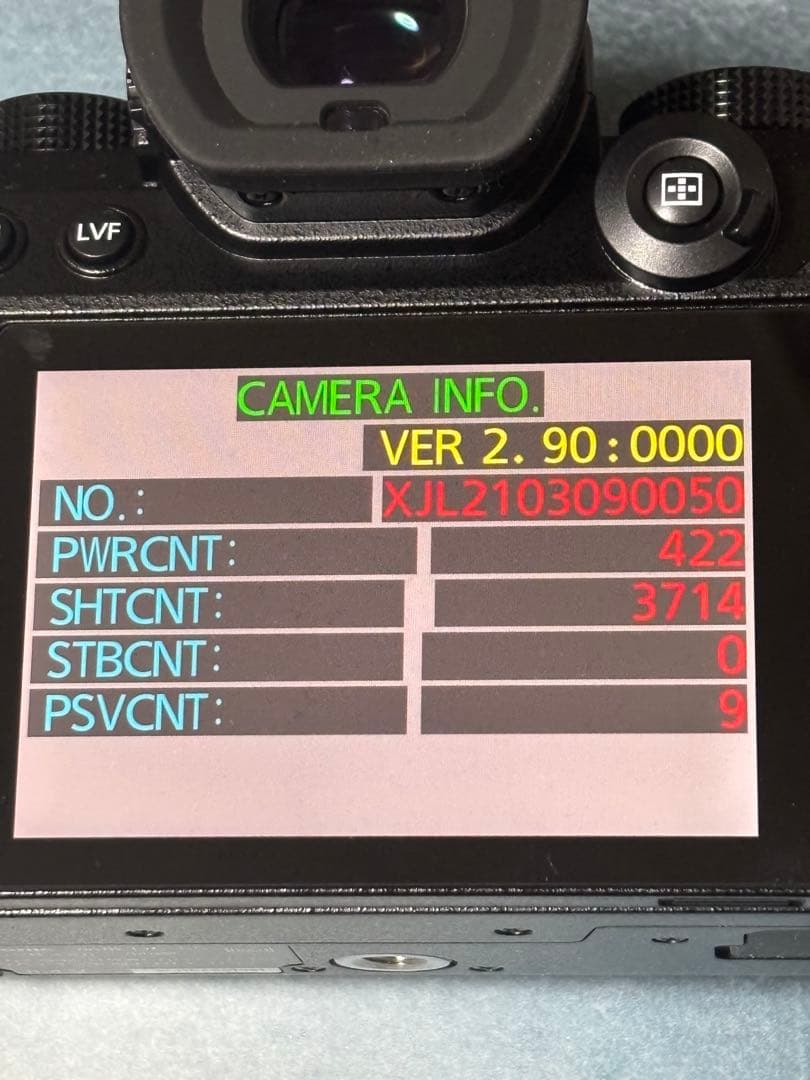 LVF
CAMERA INFO.
VER 2. 90:0000
NO.: XJL2103090050
PWRCNT: 422
SHTCNT: 3714
STBCNT: 0
PSVCNT: 9